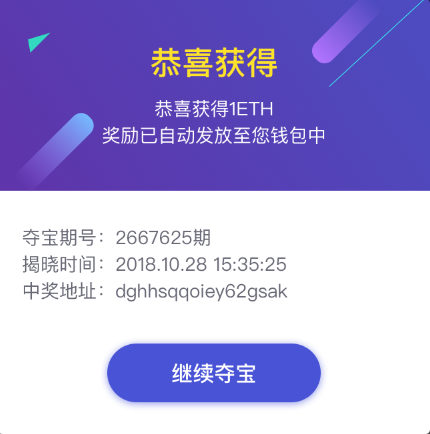 恭喜获得
恭喜获得1ETH
奖励已自动发放至您钱包中
夺宝期号：2667625期
揭晓时间：2018.10.28 15:35:25
中奖地址：dghhsqqoiey62gsak
继续夺宝